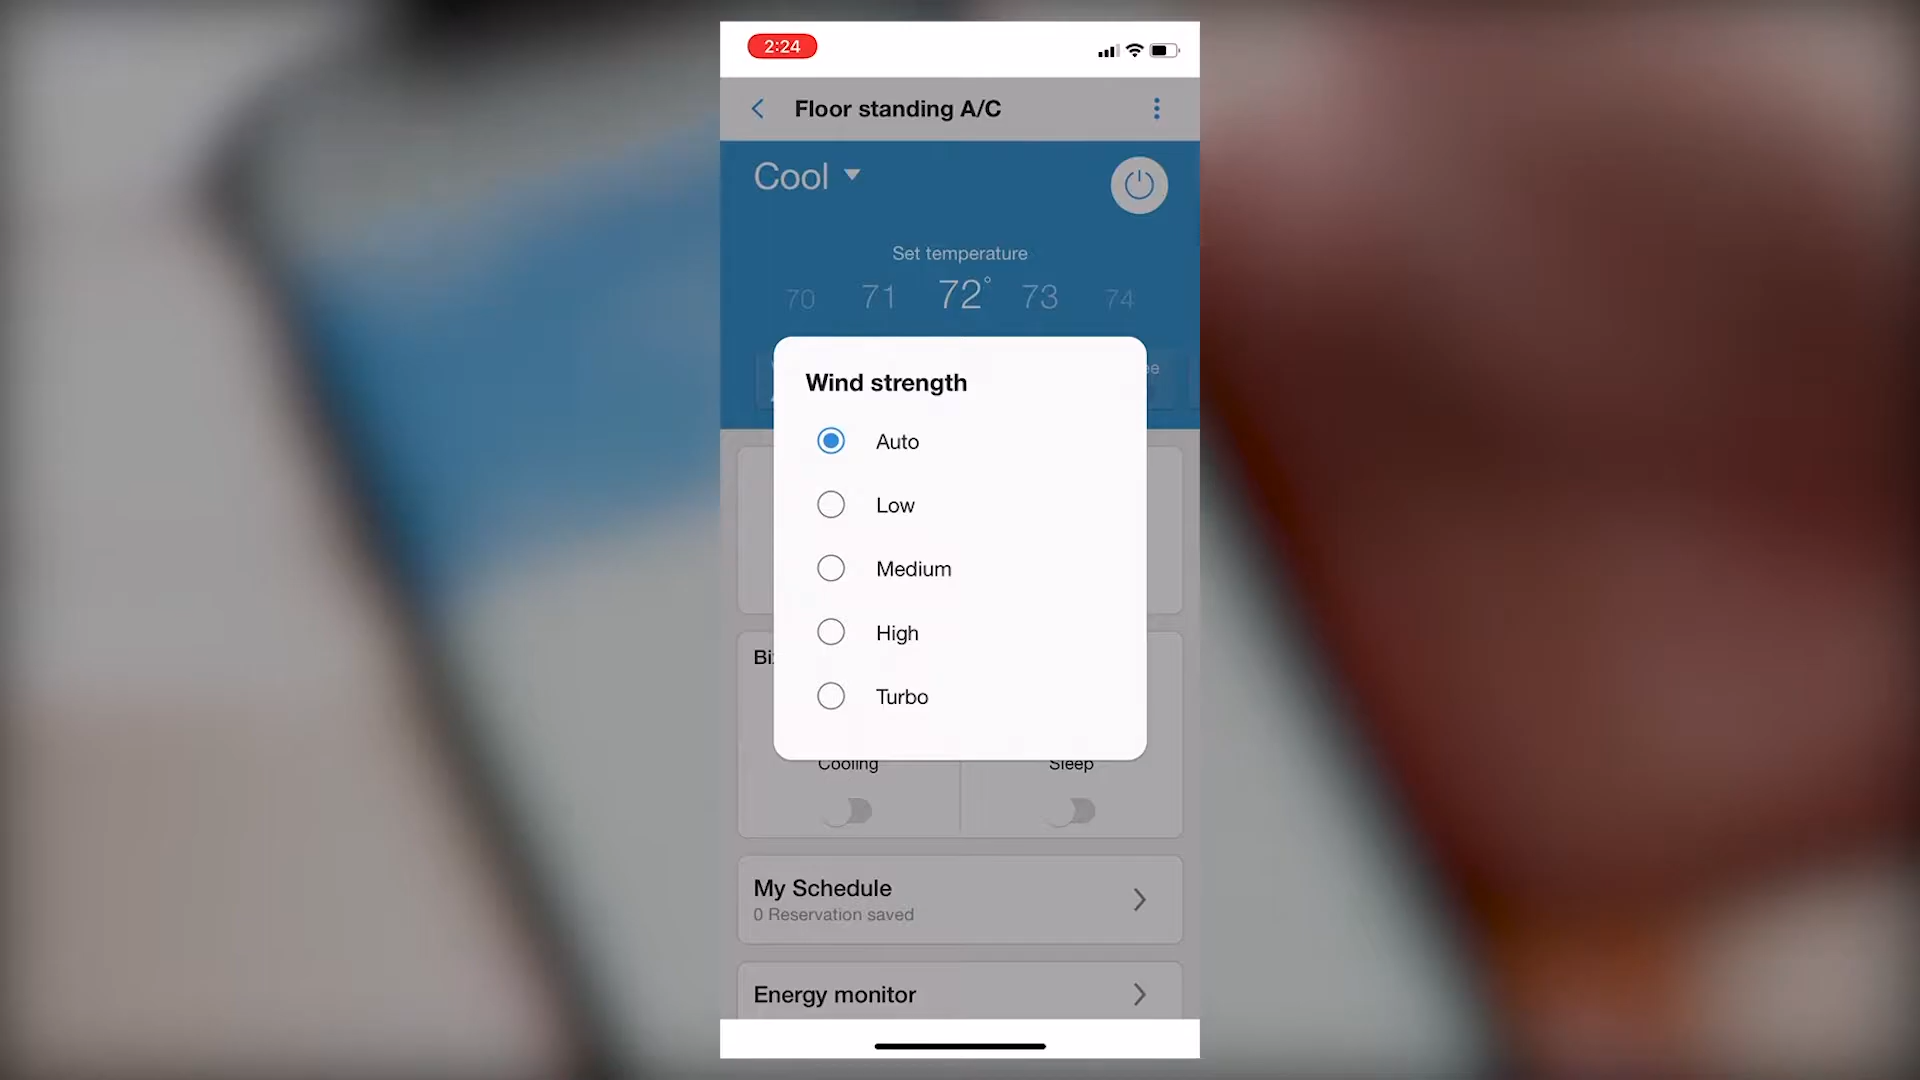 2:24
Floor standing A/C
Cool
Set temperature
70 71 72° 73 74
Wind strength
Auto
Low
Medium
High
Turbo
Cooling Sleep
My Schedule
0 Reservation saved
Energy monitor